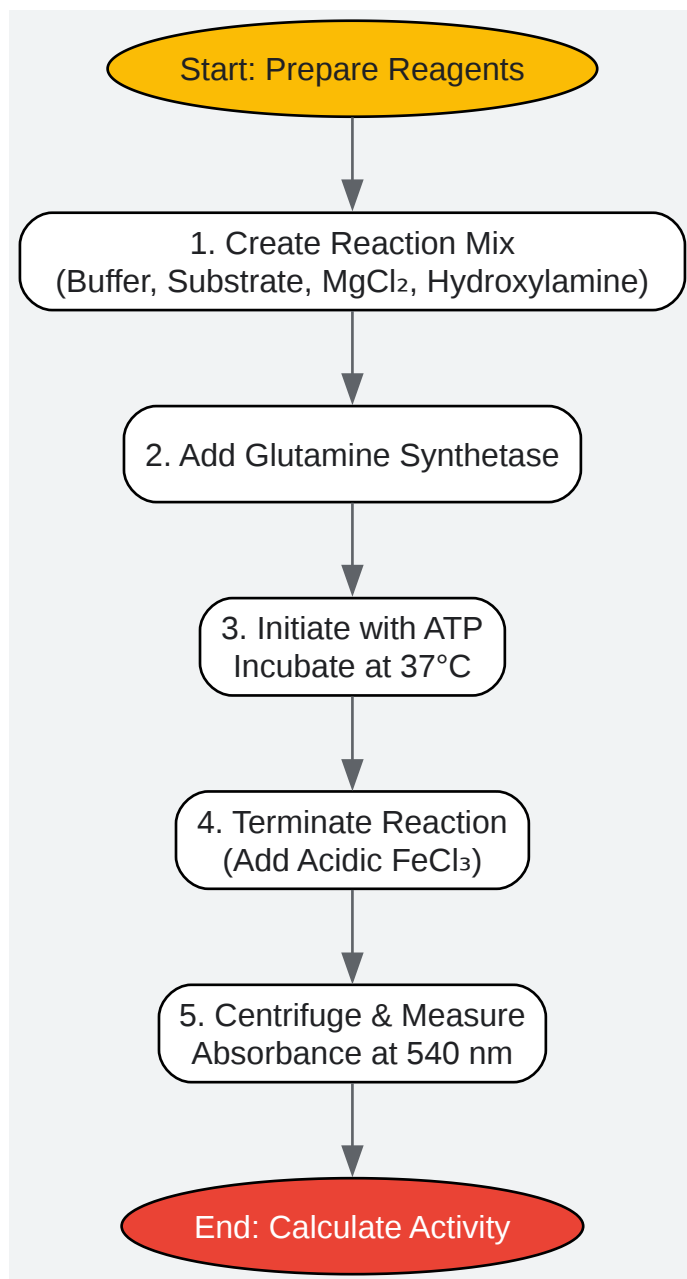 Start: Prepare Reagents
1. Create Reaction Mix
(Buffer, Substrate, MgCl₂, Hydroxylamine)
2. Add Glutamine Synthetase
3. Initiate with ATP
Incubate at 37°C
4. Terminate Reaction
(Add Acidic FeCl₃)
5. Centrifuge & Measure
Absorbance at 540 nm
End: Calculate Activity